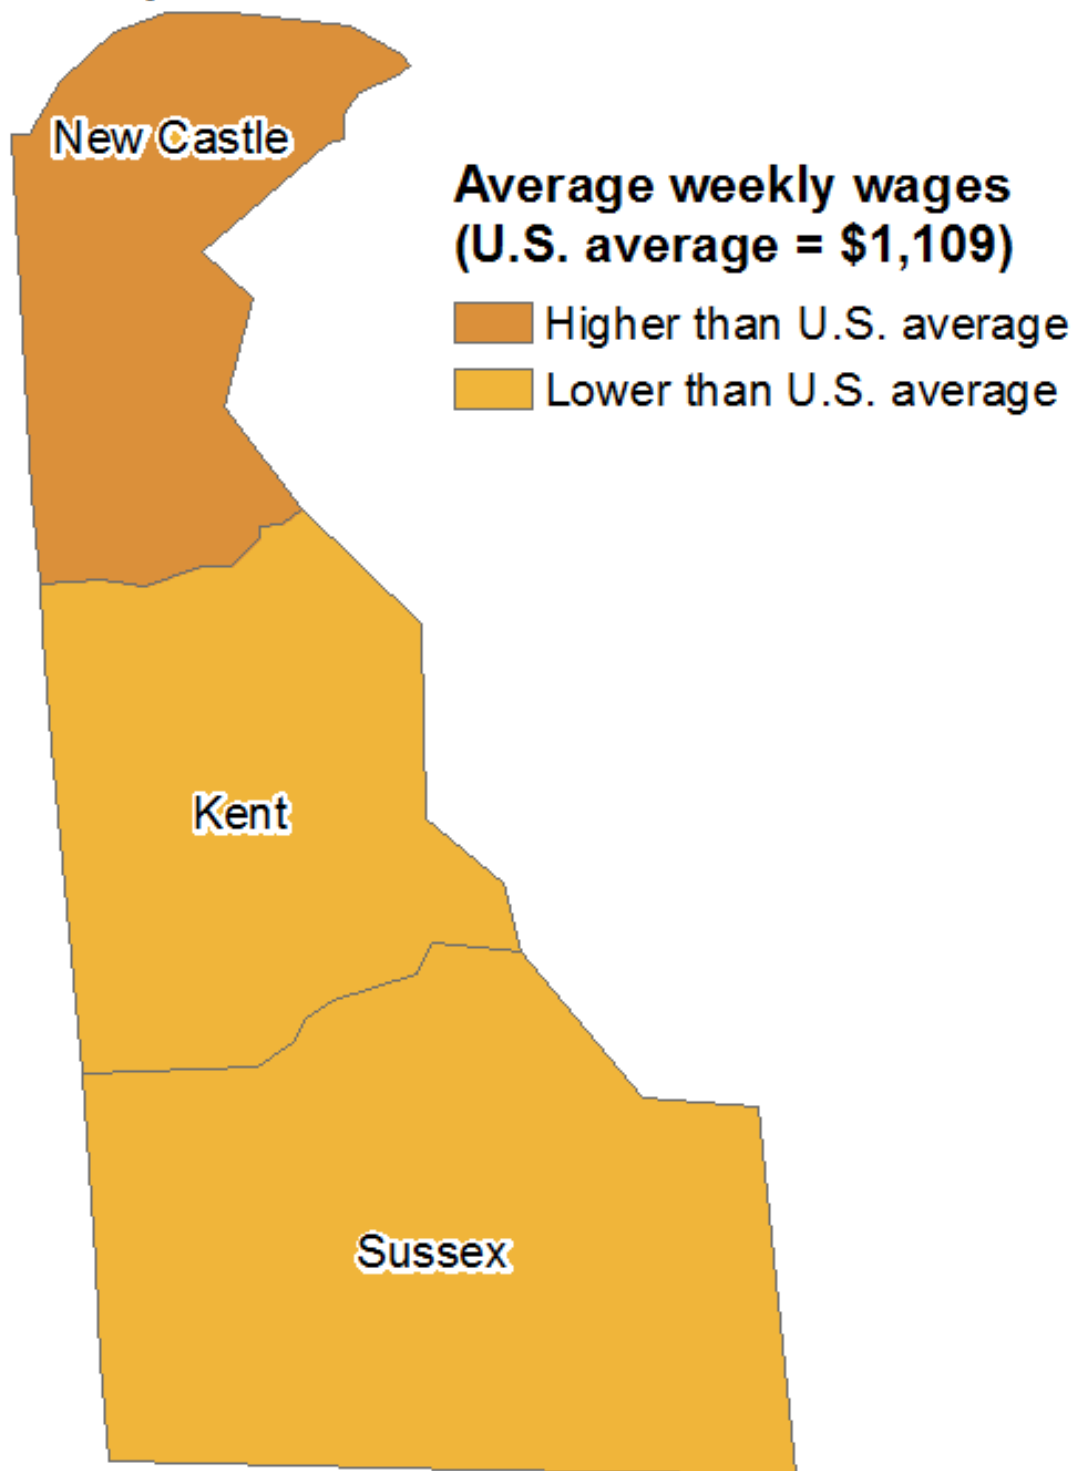 New Castle
Average weekly wages
(U.S. average = $1,109)
Higher than U.S. average
Lower than U.S. average
Kent
Sussex